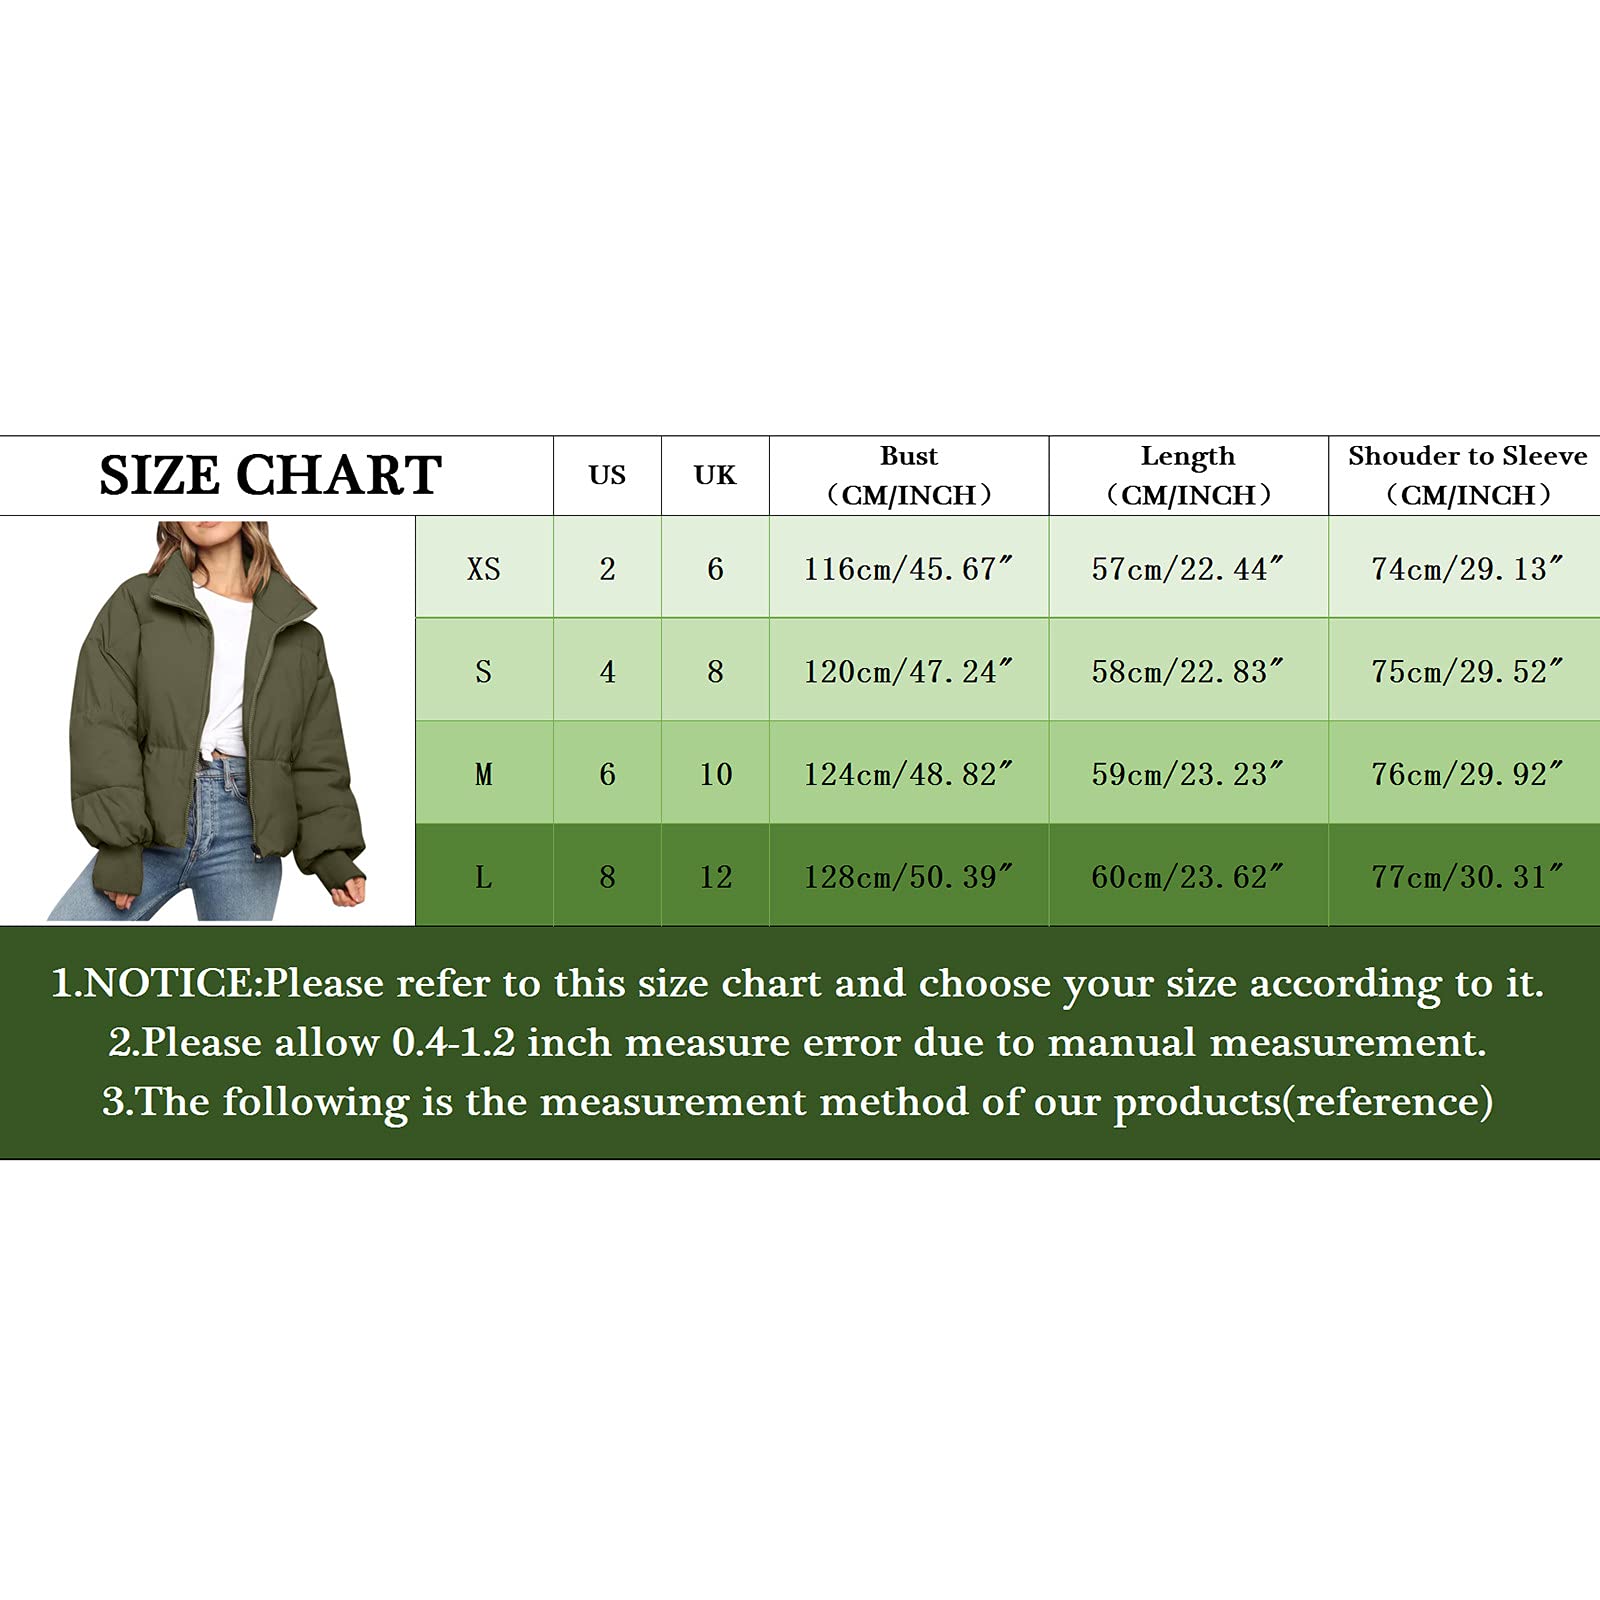 SIZE CHART US UK Bust Length Shouder to Sleeve
（CM/INCH） （CM/INCH） （CM/INCH）
XS 2 6 116cm/45.67″ 57cm/22.44″ 74cm/29.13″
S 4 8 120cm/47.24″ 58cm/22.83″ 75cm/29.52″
M 6 10 124cm/48.82″ 59cm/23.23″ 76cm/29.92″
L 8 12 128cm/50.39″ 60cm/23.62″ 77cm/30.31″
1.NOTICE:Please refer to this size chart and choose your size according to it.
2.Please allow 0.4-1.2 inch measure error due to manual measurement.
3.The following is the measurement method of our products(reference)